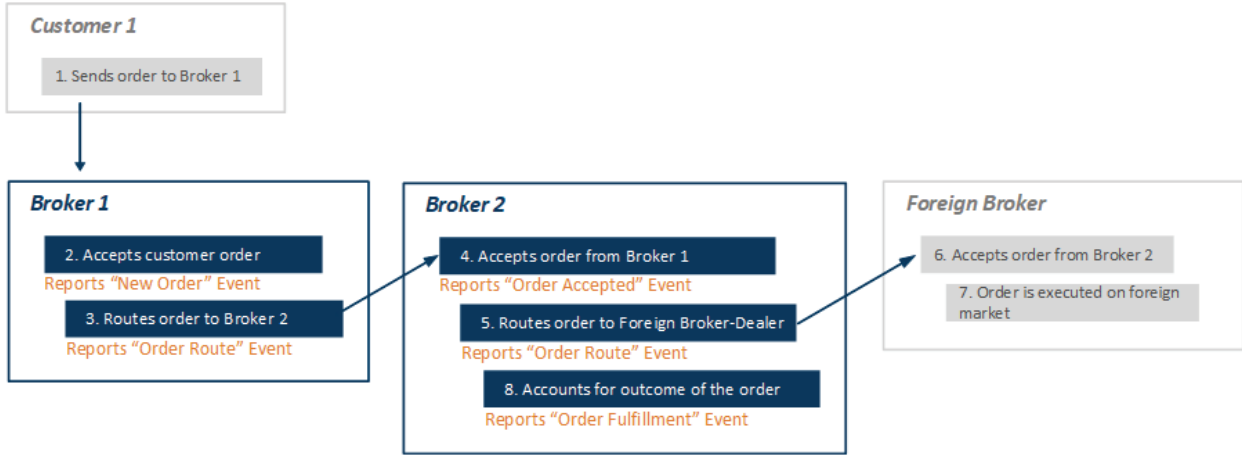 Customer 1
1. Sends order to Broker 1
Broker 1
2. Accepts customer order
Reports “New Order” Event
3. Routes order to Broker 2
Reports “Order Route” Event
Broker 2
4. Accepts order from Broker 1
Reports “Order Accepted” Event
5. Routes order to Foreign Broker-Dealer
Reports “Order Route” Event
8. Accounts for outcome of the order
Reports “Order Fulfillment” Event
Foreign Broker
6. Accepts order from Broker 2
7. Order is executed on foreign
market